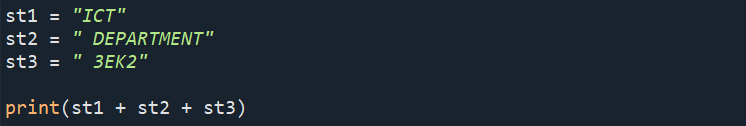 st1 = "ICT"
st2 = " DEPARTMENT"
st3 = " 3EK2"
print(st1 + st2 + st3)